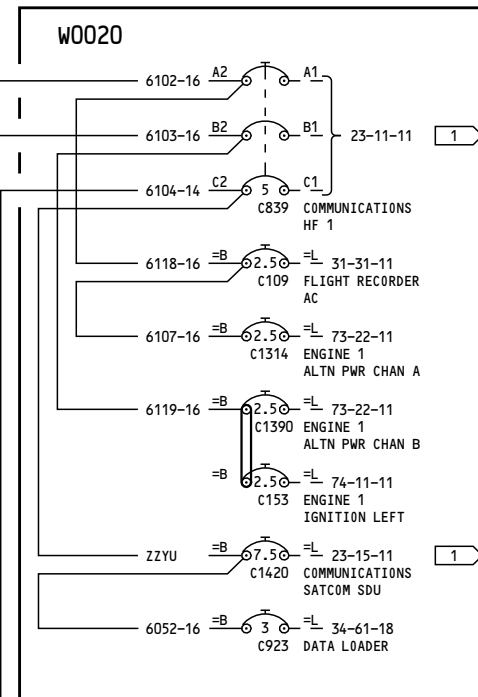 W0020
6102-16 A2 A1
6103-16 B2 B1 23-11-11 1
6104-14 C2 5 C1
C839 COMMUNICATIONS
HF 1
6118-16 =B 2.5 =L 31-31-11
C109 FLIGHT RECORDER
AC
6107-16 =B 2.5 =L 73-22-11
C1314 ENGINE 1
ALTN PWR CHAN A
6119-16 =B 2.5 =L 73-22-11
C1390 ENGINE 1
ALTN PWR CHAN B
=B 2.5 =L 74-11-11
C153 ENGINE 1
IGNITION LEFT
ZZYU =B 7.5 =L 23-15-11 1
C1420 COMMUNICATIONS
SATCOM SDU
6052-16 =B 3 =L 34-61-18
C923 DATA LOADER